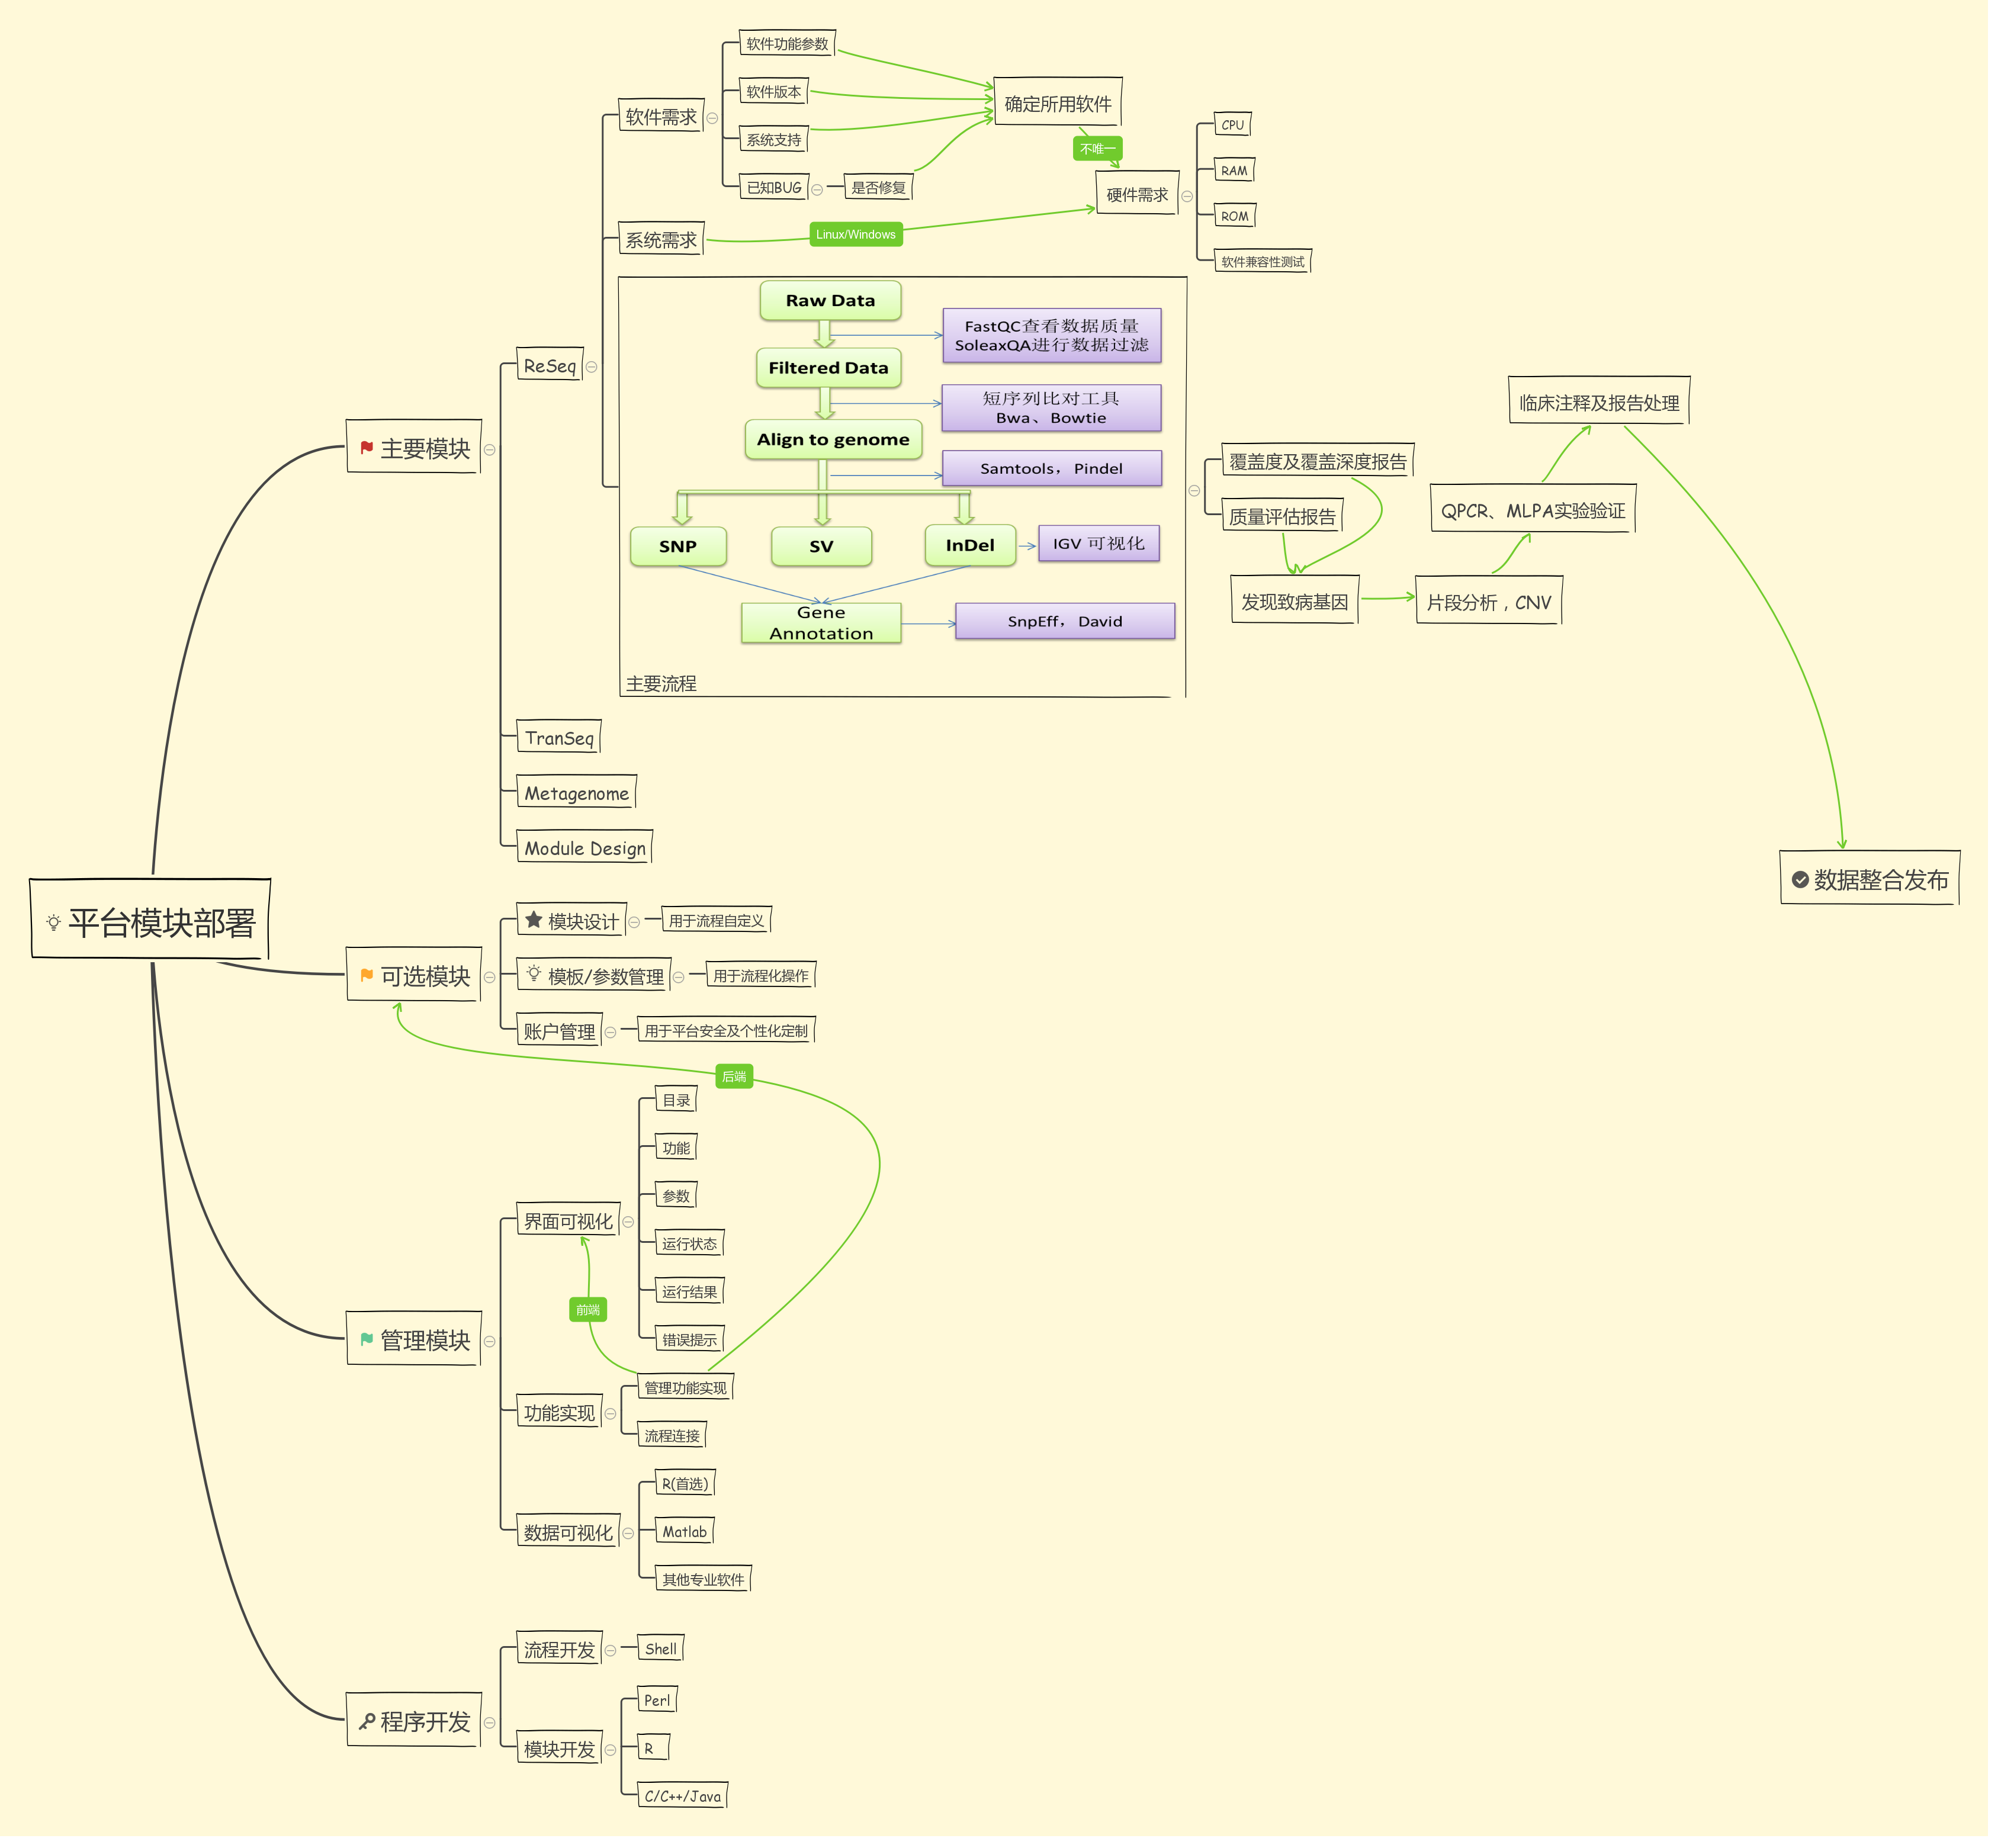 平台模块部署
主要模块
ReSeq
软件需求
软件功能参数
软件版本
系统支持
已知BUG
是否修复
确定所用软件
不唯一
硬件需求
CPU
RAM
ROM
软件兼容性测试
系统需求
Linux/Windows
Raw Data
FastQC查看数据质量
SoleaxQA进行数据过滤
Filtered Data
短序列比对工具
Bwa、Bowtie
Align to genome
Samtools，Pindel
SNP
SV
InDel
IGV 可视化
Gene
Annotation
SnpEff，David
主要流程
覆盖度及覆盖深度报告
质量评估报告
发现致病基因
片段分析，CNV
QPCR、MLPA实验验证
临床注释及报告处理
数据整合发布
TranSeq
Metagenome
Module Design
可选模块
模块设计
用于流程自定义
模板/参数管理
用于流程化操作
账户管理
用于平台安全及个性化定制
后端
管理模块
界面可视化
目录
功能
参数
运行状态
运行结果
错误提示
前端
功能实现
管理功能实现
流程连接
数据可视化
R(首选)
Matlab
其他专业软件
程序开发
流程开发
Shell
模块开发
Perl
R
C/C++/Java